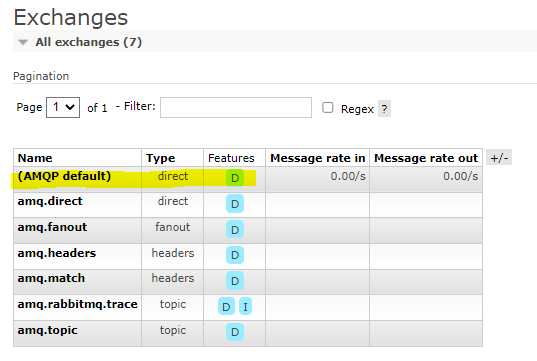 Exchanges
All exchanges (7)
Pagination
Page 1 of 1 - Filter: Regex ?
Name Type Features Message rate in Message rate out +/-
(AMQP default) direct D 0.00/s 0.00/s
amq.direct direct D
amq.fanout fanout D
amq.headers headers D
amq.match headers D
amq.rabbitmq.trace topic D I
amq.topic topic D